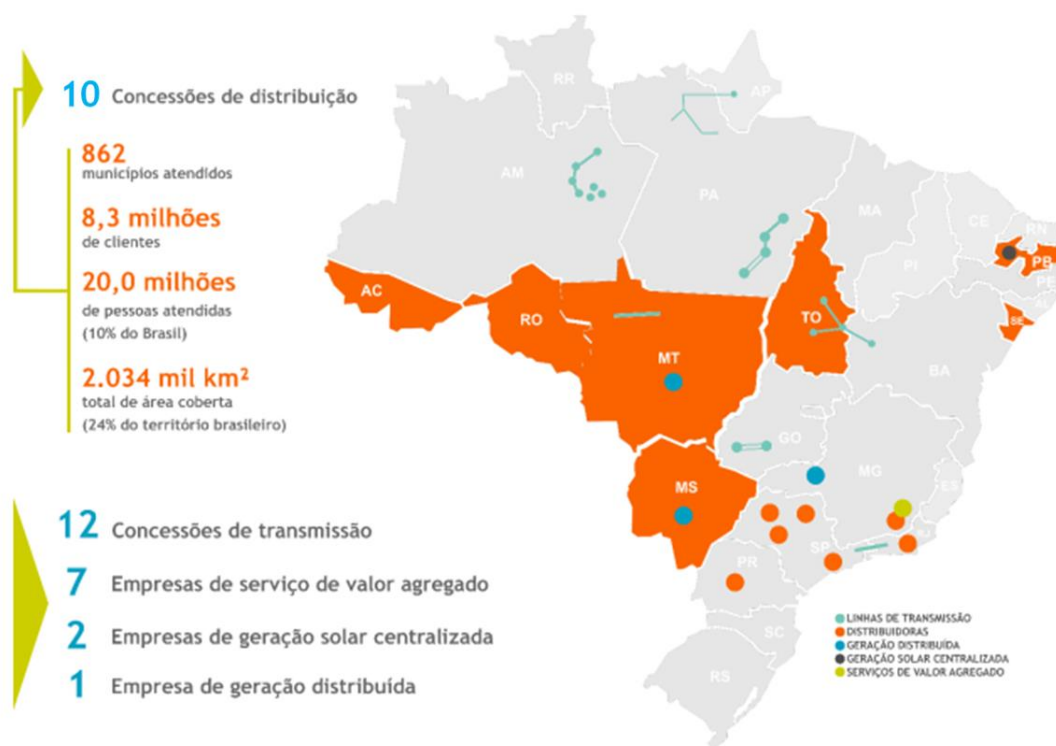 10 Concessões de distribuição
862
municípios atendidos
8,3 milhões
de clientes
20,0 milhões
de pessoas atendidas
(10% do Brasil)
2.034 mil km²
total de área coberta
(24% do território brasileiro)
12 Concessões de transmissão
7 Empresas de serviço de valor agregado
2 Empresas de geração solar centralizada
1 Empresa de geração distribuída
RR
AP
AM
PA
MA
CE
RN
PB
PI
PE
AL
SE
AC
RO
TO
MT
BA
GO
MG
ES
MS
SP
RJ
PR
SC
RS
LINHAS DE TRANSMISSÃO
DISTRIBUIDORAS
GERAÇÃO DISTRIBUÍDA
GERAÇÃO SOLAR CENTRALIZADA
SERVIÇOS DE VALOR AGREGADO